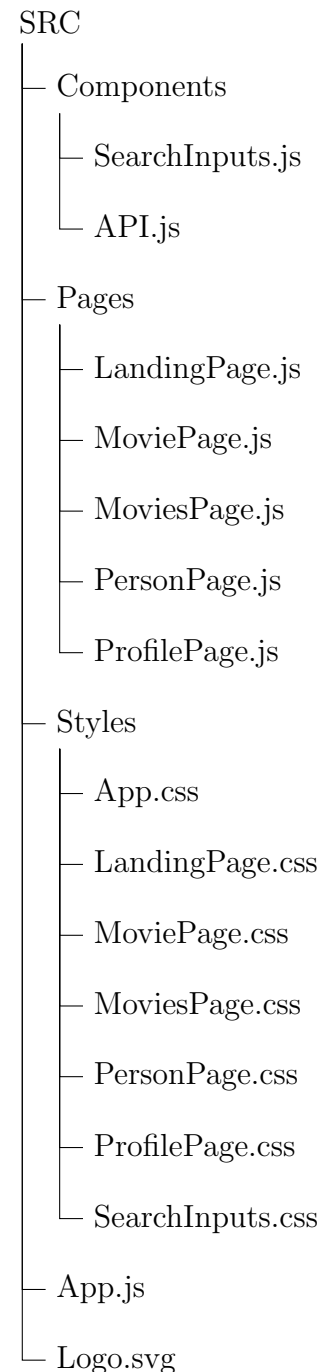 SRC
Components
SearchInputs.js
API.js
Pages
LandingPage.js
MoviePage.js
MoviesPage.js
PersonPage.js
ProfilePage.js
Styles
App.css
LandingPage.css
MoviePage.css
MoviesPage.css
PersonPage.css
ProfilePage.css
SearchInputs.css
App.js
Logo.svg